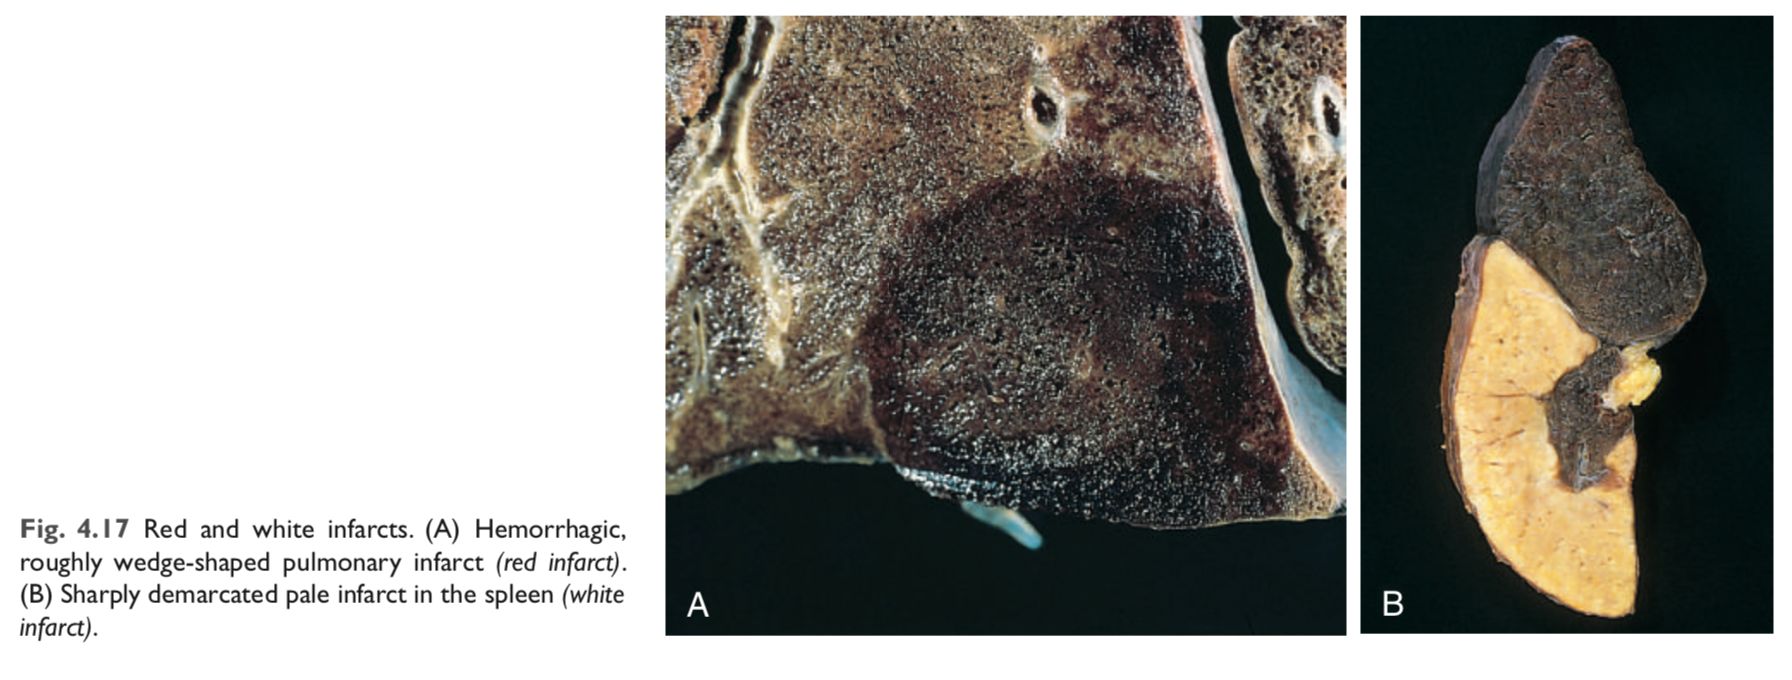 Fig. 4.17 Red and white infarcts. (A) Hemorrhagic,
roughly wedge-shaped pulmonary infarct (red infarct).
(B) Sharply demarcated pale infarct in the spleen (white
infarct).
A
B